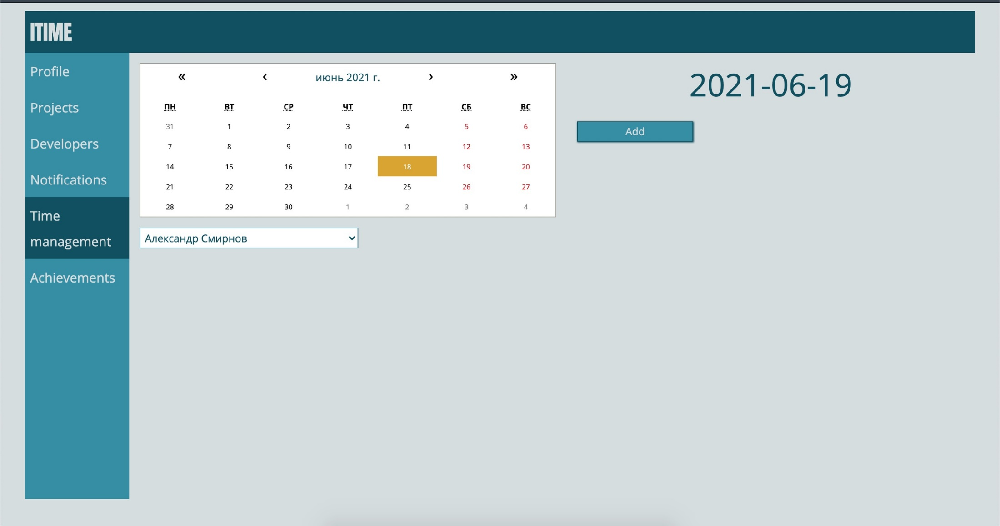 ITIME
Profile
Projects
Developers
Notifications
Time
management
Achievements
« ‹ июнь 2021 г. › »
ПН ВТ СР ЧТ ПТ СБ ВС
31 1 2 3 4 5 6
7 8 9 10 11 12 13
14 15 16 17 18 19 20
21 22 23 24 25 26 27
28 29 30 1 2 3 4
Александр Смирнов
2021-06-19
Add